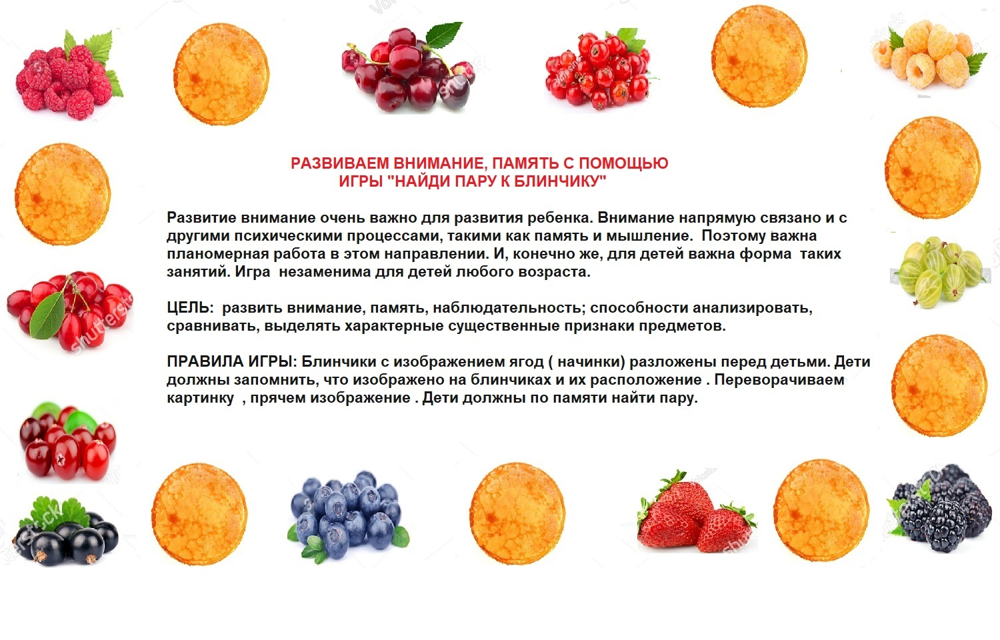 РАЗВИВАЕМ ВНИМАНИЕ, ПАМЯТЬ С ПОМОЩЬЮ
ИГРЫ "НАЙДИ ПАРУ К БЛИНЧИКУ"
Развитие внимание очень важно для развития ребенка. Внимание напрямую связано и с
другими психическими процессами, такими как память и мышление. Поэтому важна
планомерная работа в этом направлении. И, конечно же, для детей важна форма таких
занятий. Игра незаменима для детей любого возраста.
ЦЕЛЬ: развить внимание, память, наблюдательность; способности анализировать,
сравнивать, выделять характерные существенные признаки предметов.
ПРАВИЛА ИГРЫ: Блинчики с изображением ягод ( начинки) разложены перед детьми. Дети
должны запомнить, что изображено на блинчиках и их расположение . Переворачиваем
картинку , прячем изображение . Дети должны по памяти найти пару.